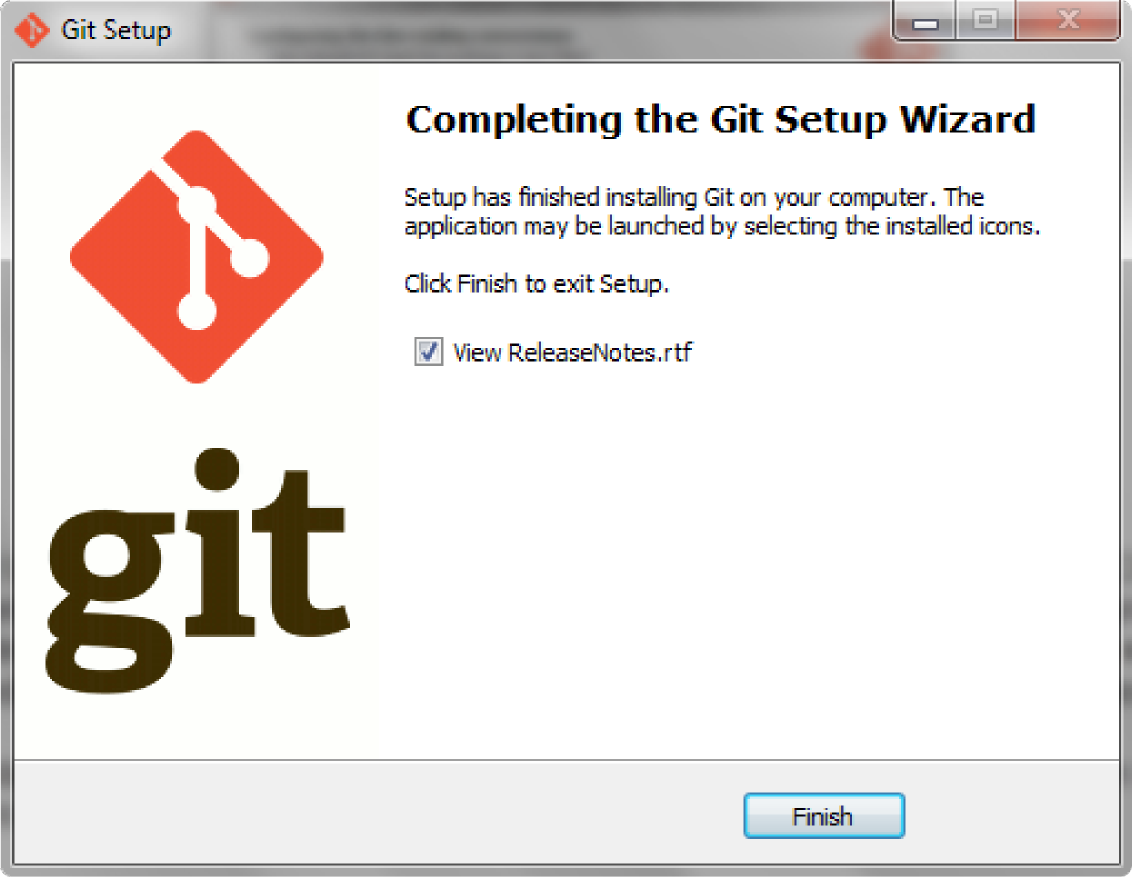 Git Setup
Completing the Git Setup Wizard
Setup has finished installing Git on your computer. The
application may be launched by selecting the installed icons.
Click Finish to exit Setup.
View ReleaseNotes.rtf
git
Finish